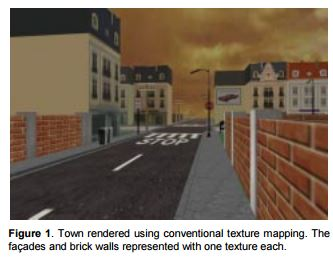 STOP
Figure 1. Town rendered using conventional texture mapping. The
façades and brick walls represented with one texture each.